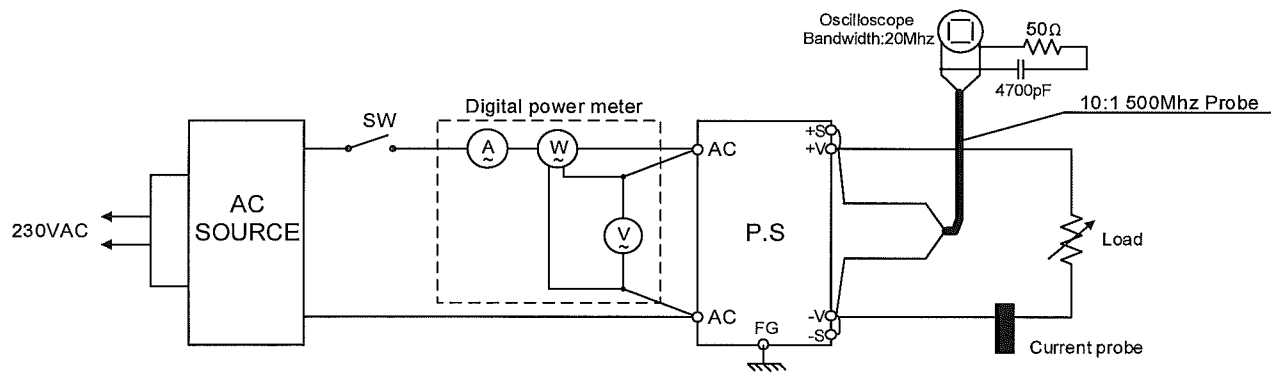 Oscilloscope
Bandwidth:20Mhz
50Ω
4700pF
10:1 500Mhz Probe
Digital power meter
SW
A
~
W
~
V
~
AC
AC
+S
+V
-V
-S
230VAC
AC
SOURCE
P.S
FG
Load
Current probe